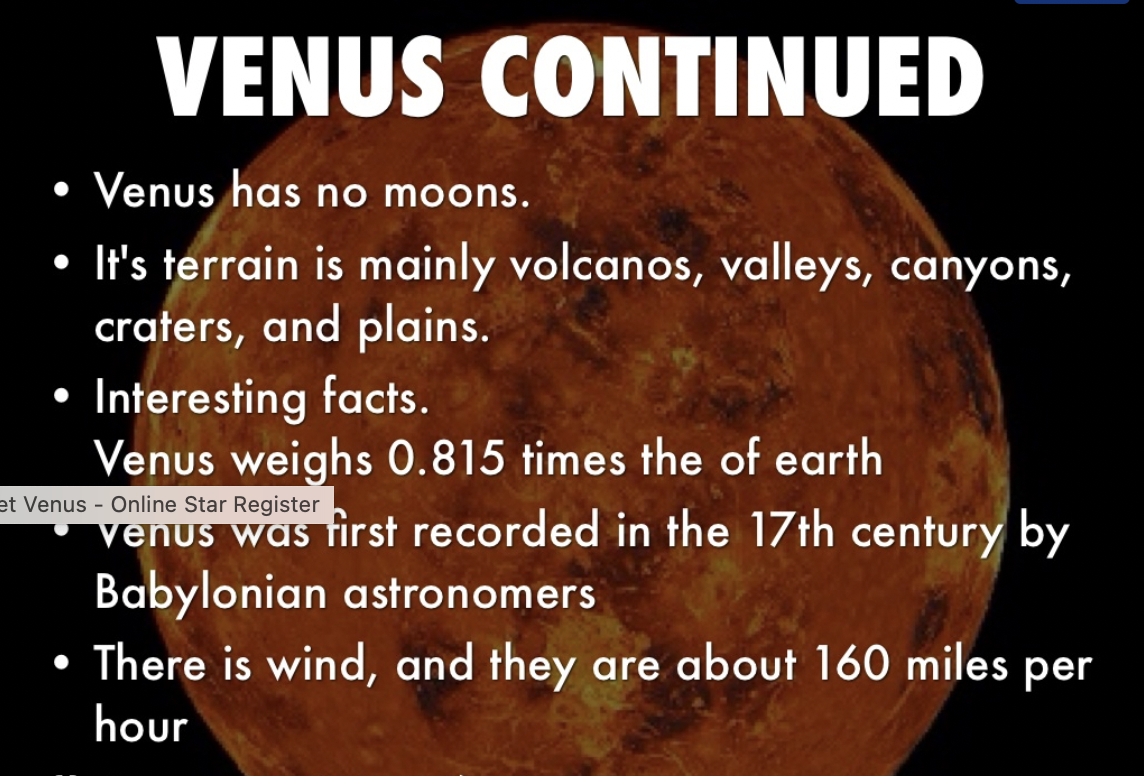 VENUS CONTINUED
• Venus has no moons.
• It's terrain is mainly volcanos, valleys, canyons,
craters, and plains.
• Interesting facts.
Venus weighs 0.815 times the of earth
et Venus - Online Star Register
• Venus was first recorded in the 17th century by
Babylonian astronomers
• There is wind, and they are about 160 miles per
hour